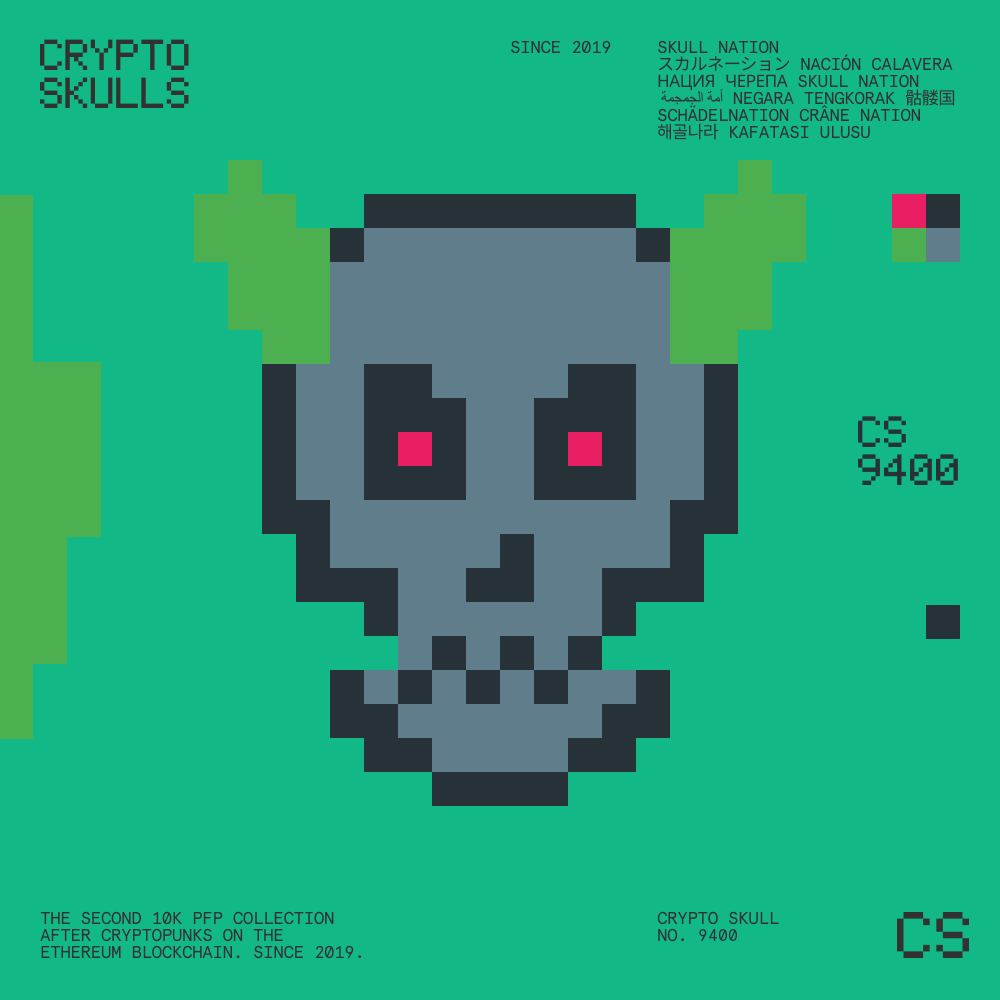 CRYPTO
SKULLS
SINCE 2019
SKULL NATION
スカルネーション NACIÓN CALAVERA
НАЦИЯ ЧЕРЕПА SKULL NATION
أمة الجمجمة NEGARA TENGKORAK 骷髅国
SCHÄDELNATION CRÂNE NATION
해골나라 KAFATASI ULUSU
CS
9400
THE SECOND 10K PFP COLLECTION
AFTER CRYPTOPUNKS ON THE
ETHEREUM BLOCKCHAIN. SINCE 2019.
CRYPTO SKULL
NO. 9400
CS